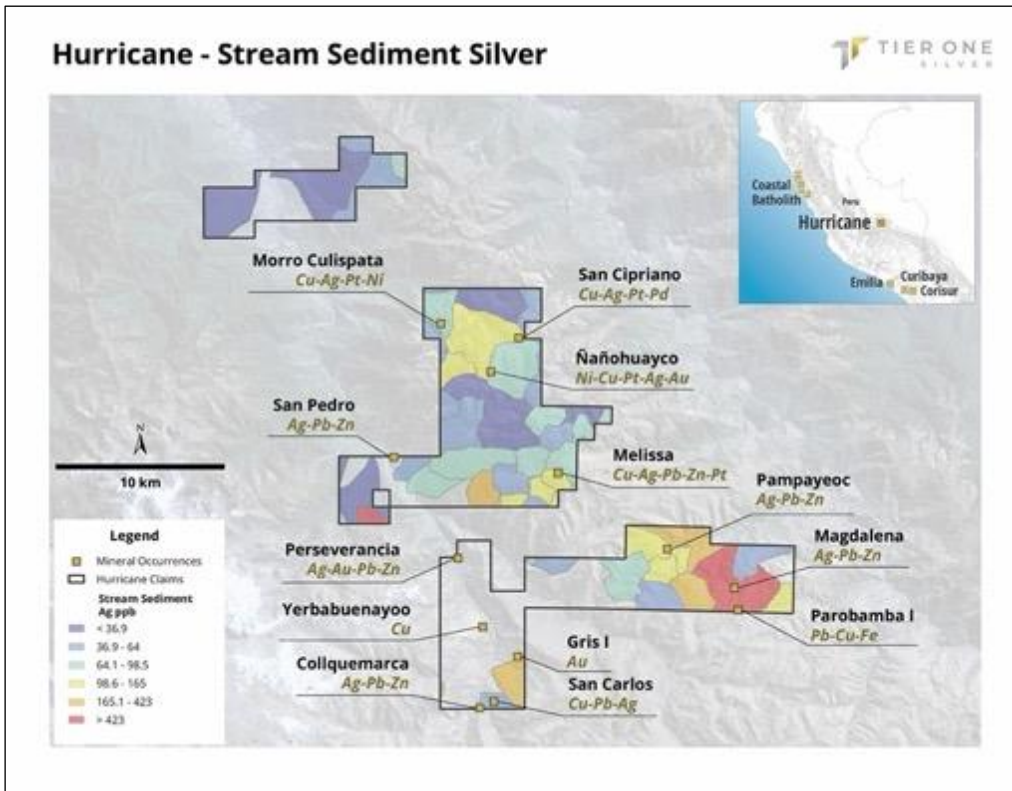 Hurricane - Stream Sediment Silver
TIER ONE
SILVER
Coastal
Batholith
Peru
Hurricane
Emilia
Curibaya
Corisur
Morro Culispata
Cu-Ag-Pt-Ni
San Cipriano
Cu-Ag-Pt-Pd
Ñañohuayco
Ni-Cu-Pt-Ag-Au
San Pedro
Ag-Pb-Zn
N
10 km
Melissa
Cu-Ag-Pb-Zn-Pt
Pampayeoc
Ag-Pb-Zn
Magdalena
Ag-Pb-Zn
Perseverancia
Ag-Au-Pb-Zn
Yerbabuenayoo
Cu
Parobamba I
Pb-Cu-Fe
Gris I
Au
Collquemarca
Ag-Pb-Zn
San Carlos
Cu-Pb-Ag
Legend
Mineral Occurrences
Hurricane Claims
Stream Sediment
Ag ppb
< 36.9
36.9 - 64
64.1 - 98.5
98.6 - 165
165.1 - 423
> 423